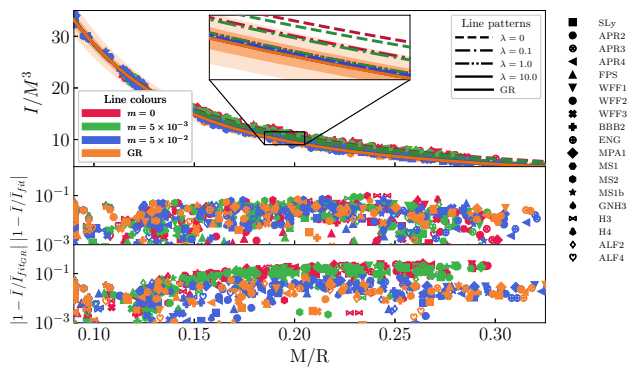 30
20
10
I/M³
Line patterns
λ = 0
λ = 0.1
λ = 1.0
λ = 10.0
GR
Line colours
m = 0
m = 5 × 10⁻³
m = 5 × 10⁻²
GR
SLy
APR2
APR3
APR4
FPS
WFF1
WFF2
WFF3
BBB2
ENG
MPA1
MS1
MS2
MS1b
GNH3
H3
H4
ALF2
ALF4
|1 − Ī/Ī_fit|
10⁻¹
10⁻³
|1 − Ī/Ī_fitGR|
10⁻¹
10⁻³
0.10
0.15
0.20
0.25
0.30
M/R